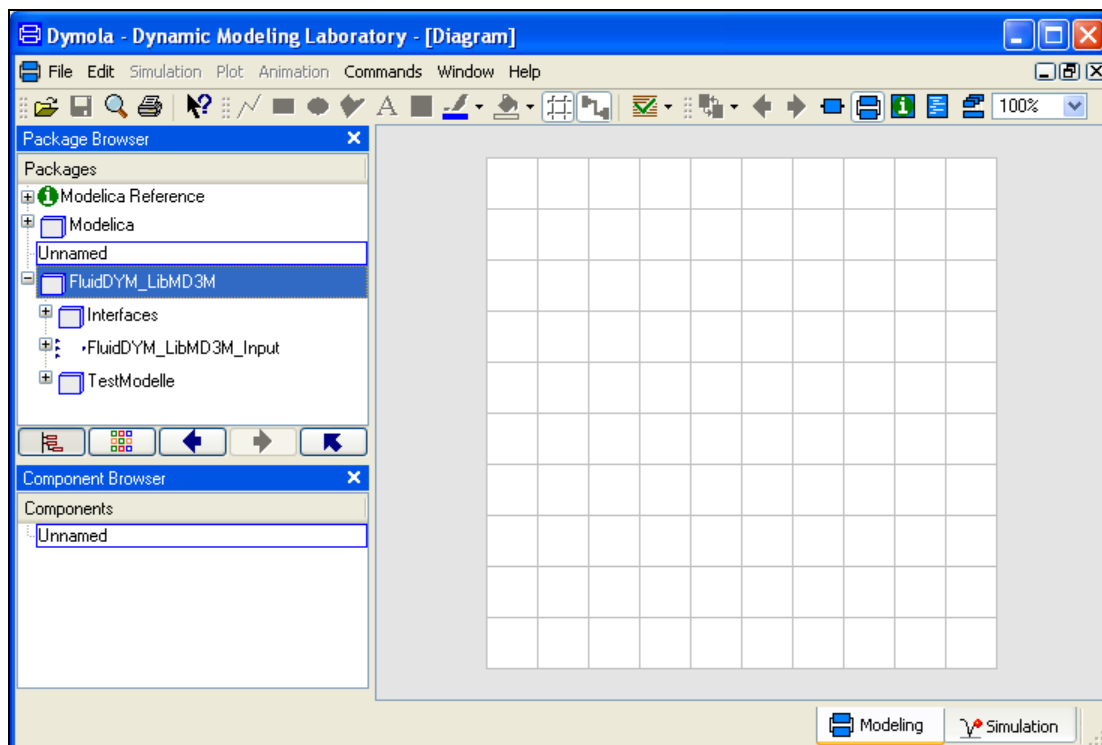 Dymola - Dynamic Modeling Laboratory - [Diagram]
File Edit Simulation Plot Animation Commands Window Help
A 100%
Package Browser
Packages
Modelica Reference
Modelica
Unnamed
FluidDYM_LibMD3M
Interfaces
FluidDYM_LibMD3M_Input
TestModelle
Component Browser
Components
Unnamed
Modeling Simulation